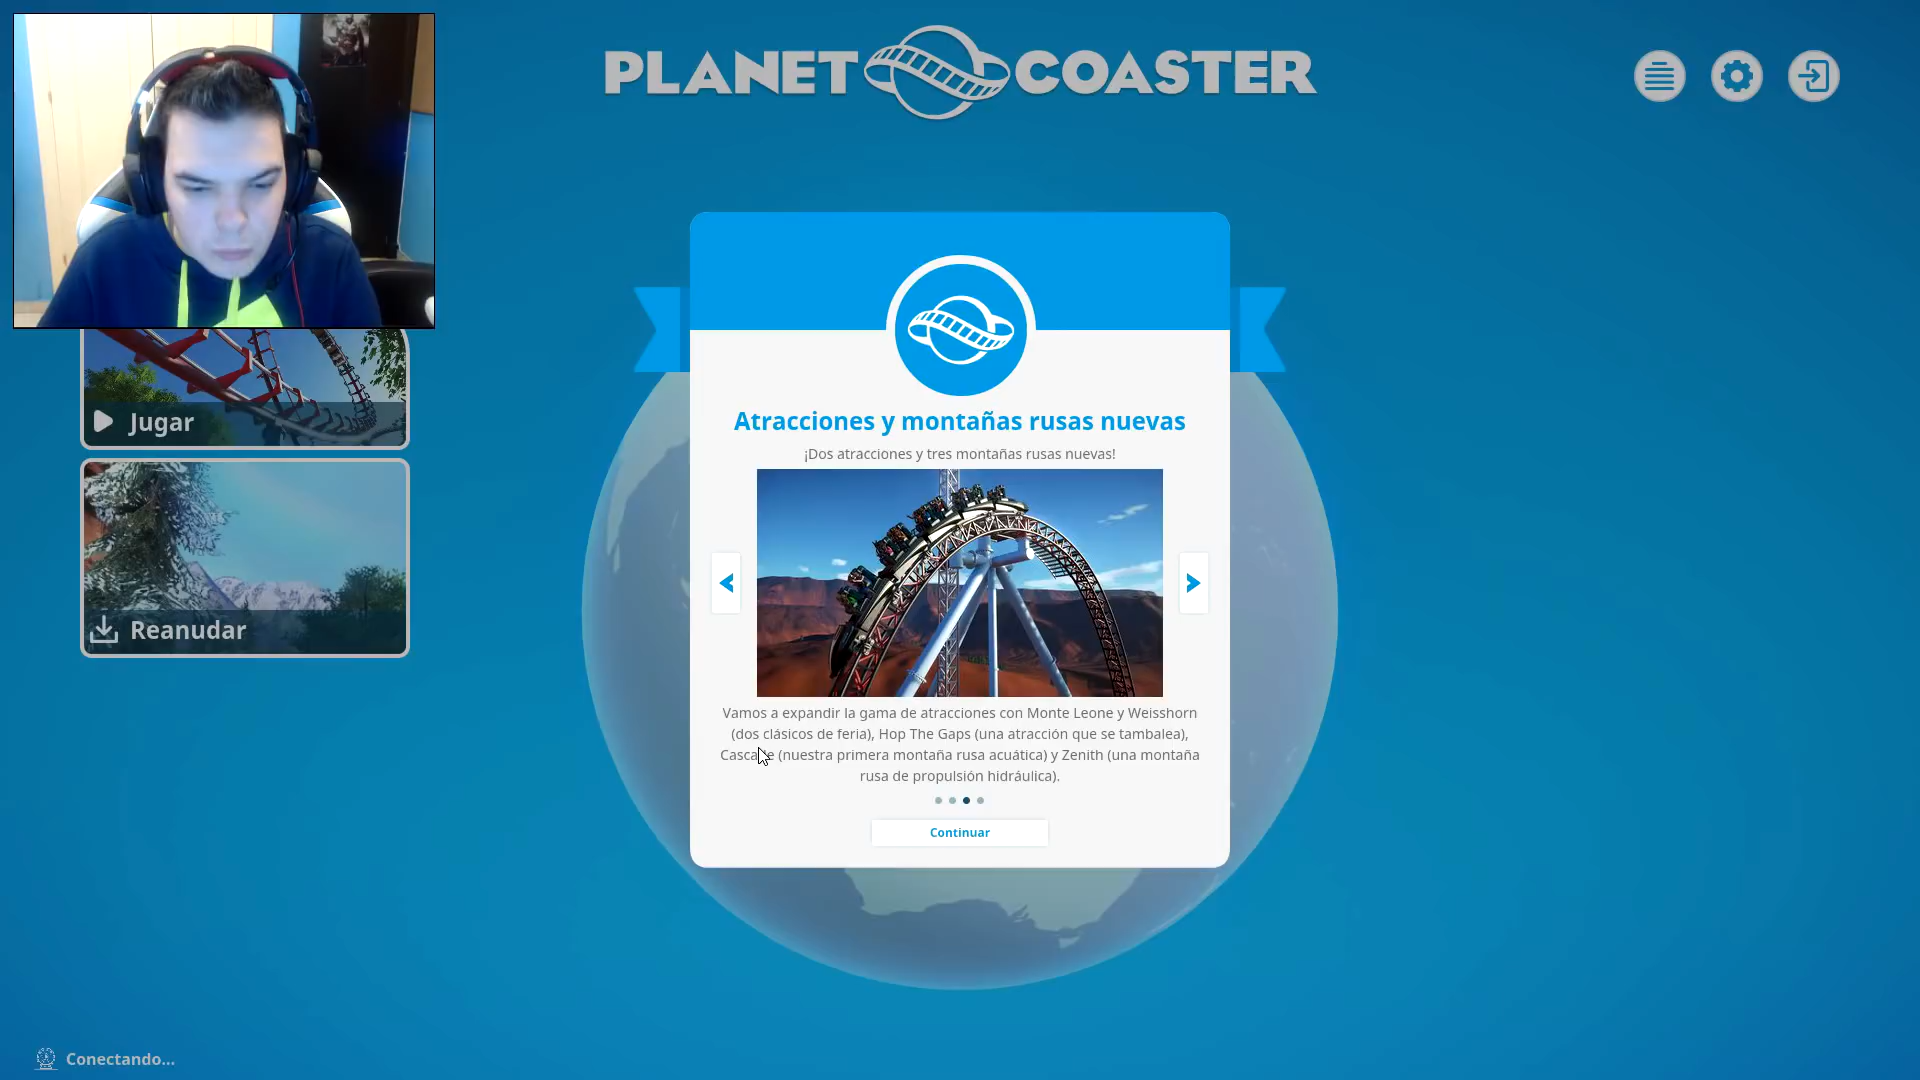 PLANET COASTER
Jugar
Reanudar
Atracciones y montañas rusas nuevas
¡Dos atracciones y tres montañas rusas nuevas!
Vamos a expandir la gama de atracciones con Monte Leone y Weisshorn
(dos clásicos de feria), Hop The Gaps (una atracción que se tambalea),
(nuestra primera montaña rusa acuática) y Zenith (una montaña
rusa de propulsión hidráulica).
Continuar
Conectando...